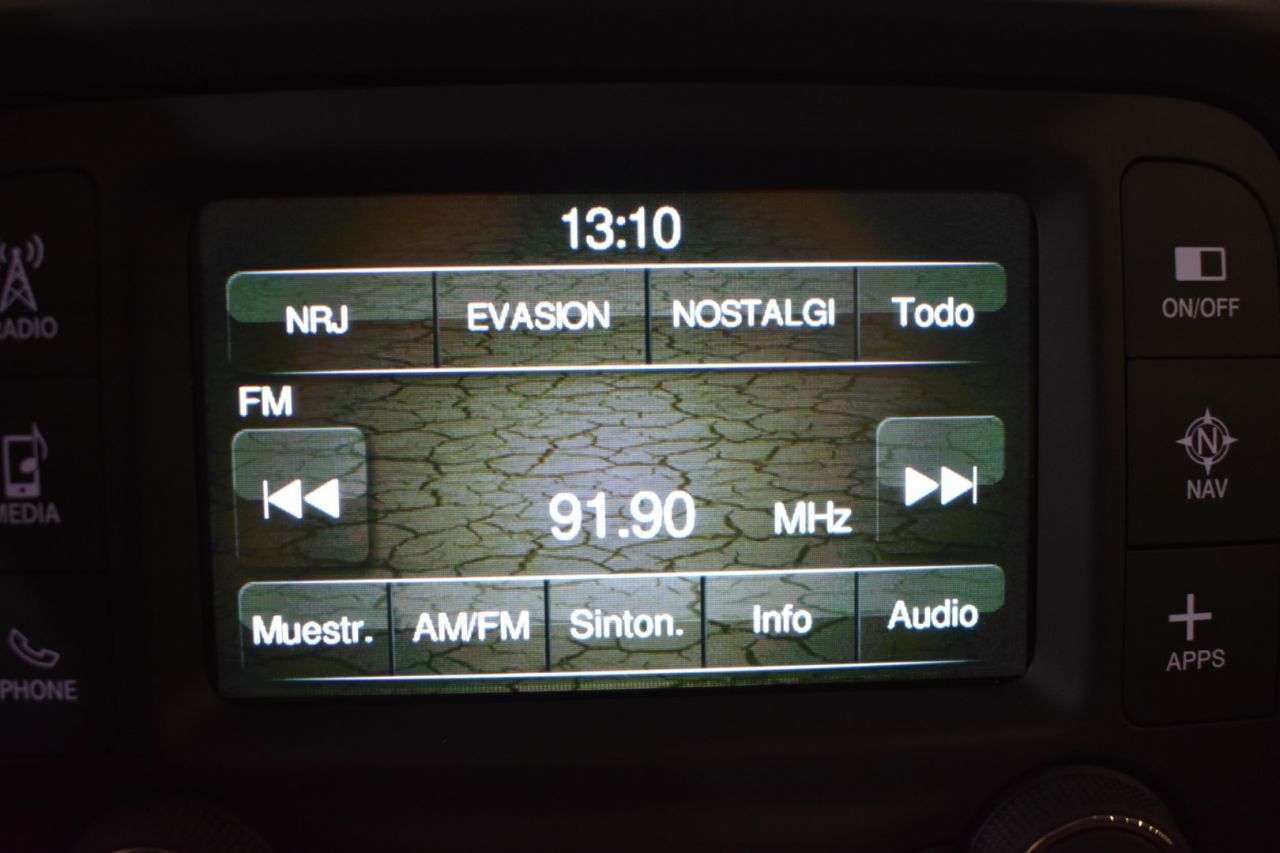 13:10
NRJ EVASION NOSTALGI Todo
FM
91.90 MHz
Muestr. AM/FM Sinton. Info Audio
RADIO
MEDIA
PHONE
ON/OFF
N
NAV
APPS